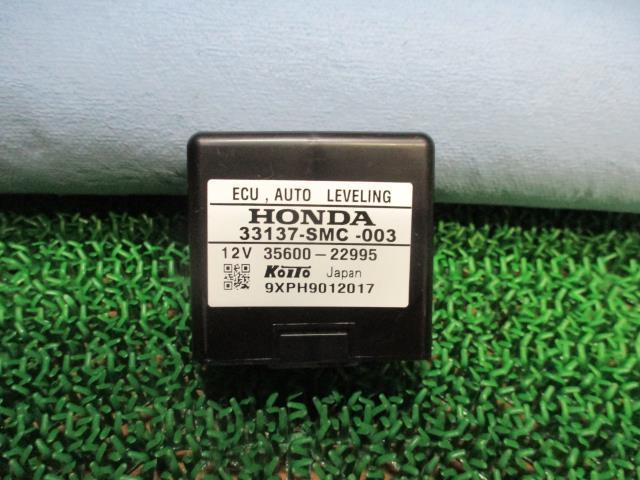 ECU , AUTO LEVELING
HONDA
33137-SMC -003
12V 35600-22995
KOITO Japan
9XPH9012017